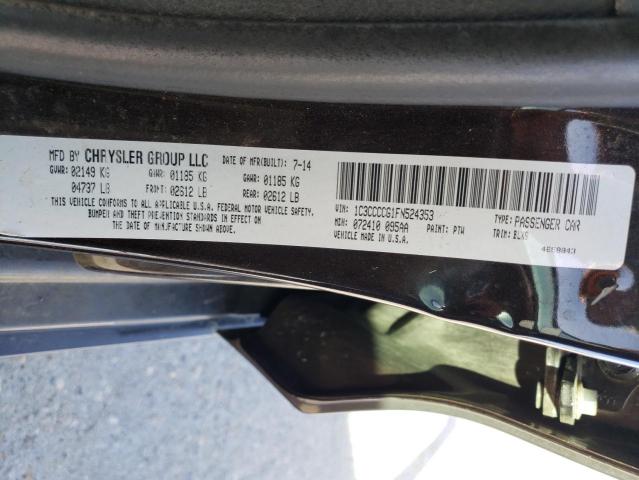 MFD BY CHRYSLER GROUP LLC DATE OF MFR(BUILT): 7-14
GVWR: 02149 KG GAWR: 01185 KG GAWR: 01185 KG
04737 LB FRONT: 02612 LB REAR: 02612 LB
THIS VEHICLE CONFORMS TO ALL APPLICABLE U.S.A. FEDERAL MOTOR VEHICLE SAFETY,
BUMPER AND THEFT PREVENTION STANDARDS IN EFFECT ON
THE DATE OF MANUFACTURE SHOWN ABOVE.
VIN: 1C3CCCCG1FN524353 TYPE: PASSENGER CAR
MDH: 072410 095AA PAINT: PTW TRIM: BLX9
VEHICLE MADE IN U.S.A.